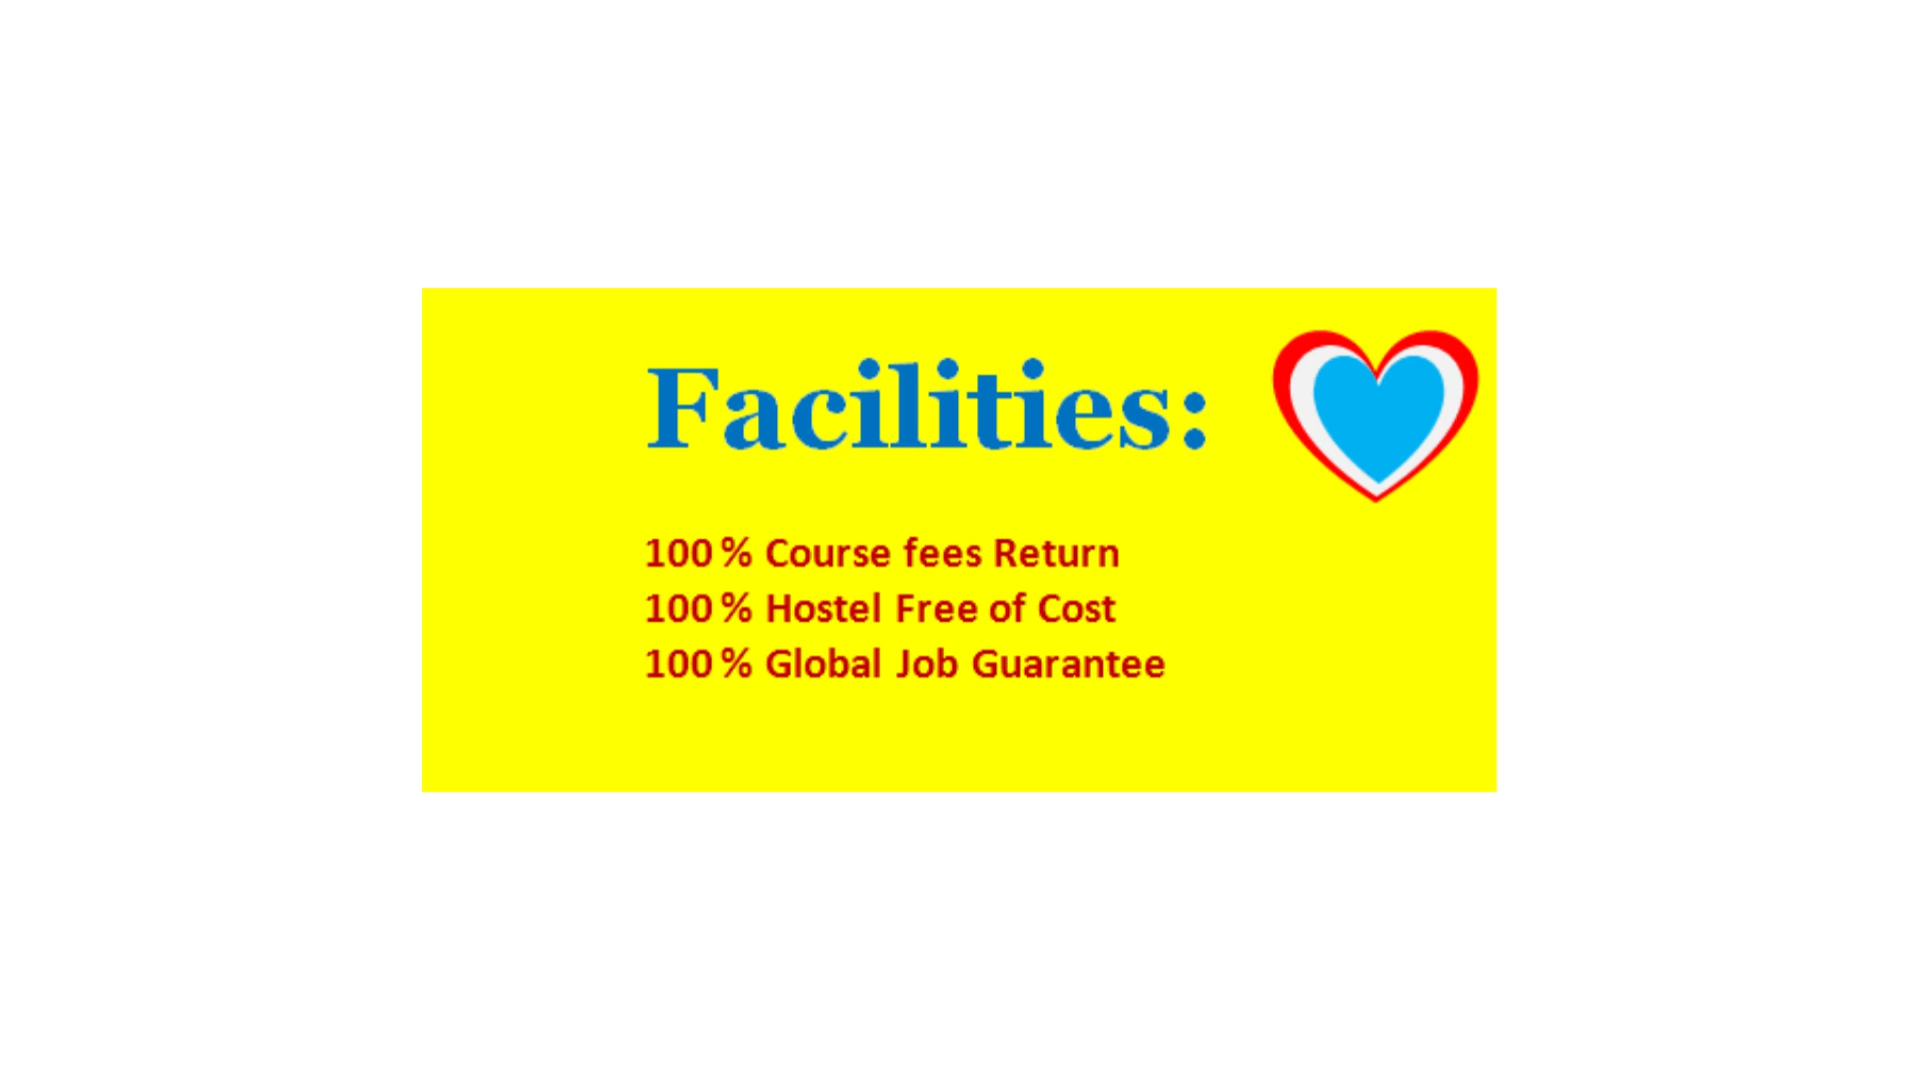 Facilities:
100 % Course fees Return
100 % Hostel Free of Cost
100 % Global Job Guarantee